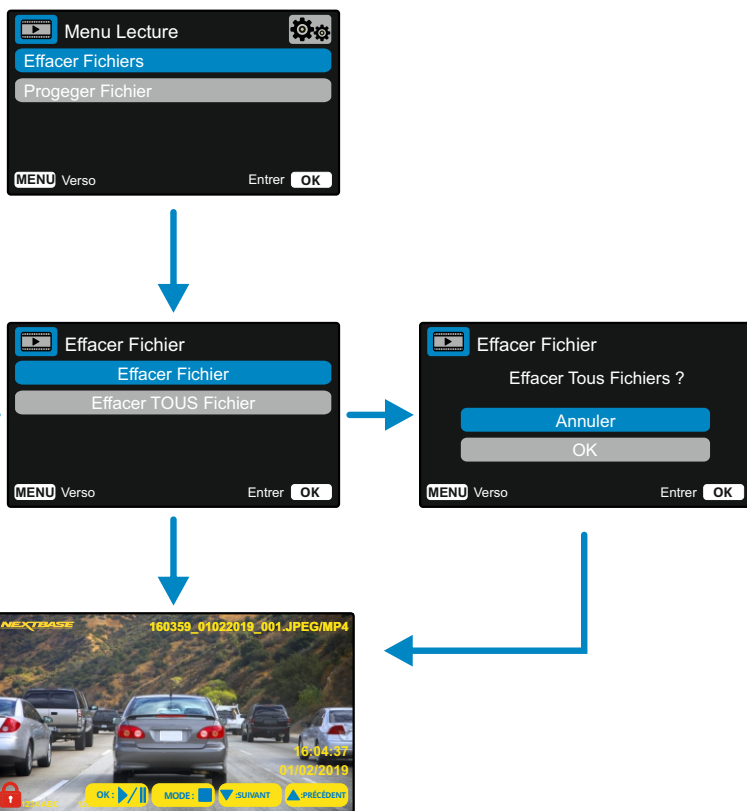 Menu Lecture
Effacer Fichiers
Progeger Fichier
MENU Verso Entrer OK
Effacer Fichier
Effacer Fichier
Effacer TOUS Fichier
MENU Verso Entrer OK
Effacer Fichier
Effacer Tous Fichiers ?
Annuler
OK
MENU Verso Entrer OK
NEXTBASE 160359_01022019_001.JPEG/MP4
16:04:37
01/02/2019
OK : MODE : :SUIVANT :PRÉCÉDENT